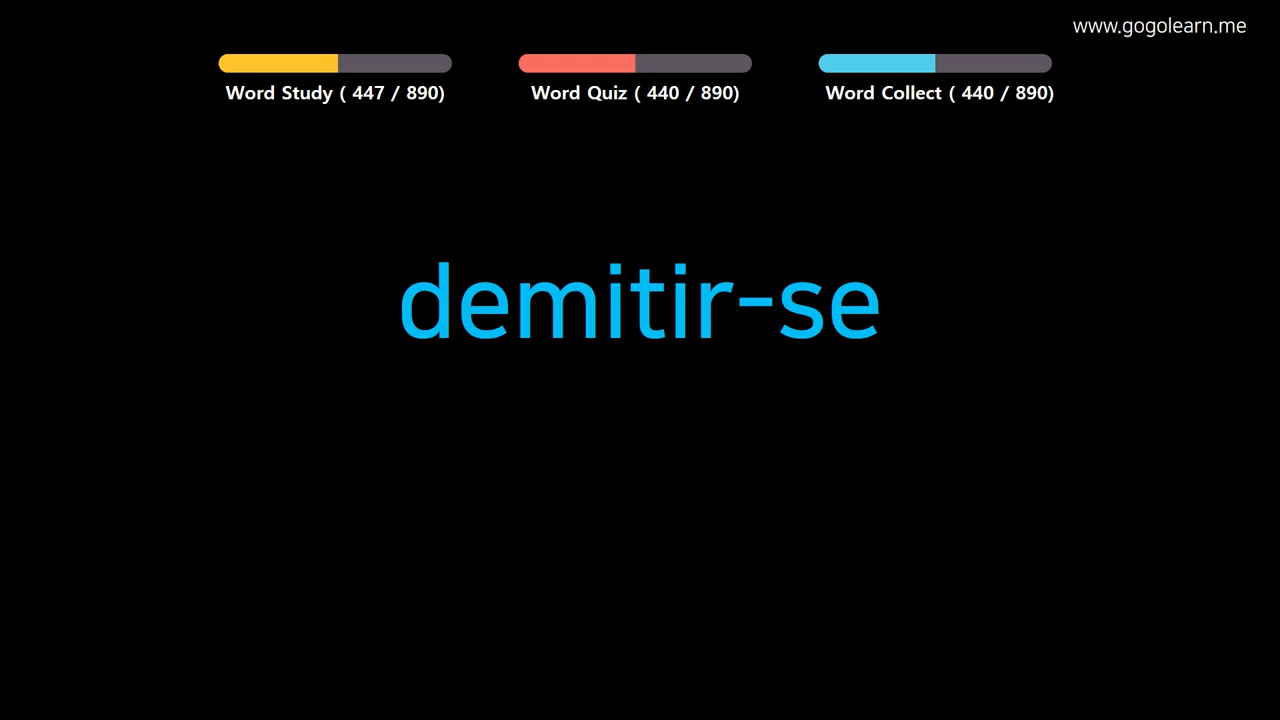 www.gogolearn.me
Word Study ( 447 / 890)
Word Quiz ( 440 / 890)
Word Collect ( 440 / 890)
demitir-se